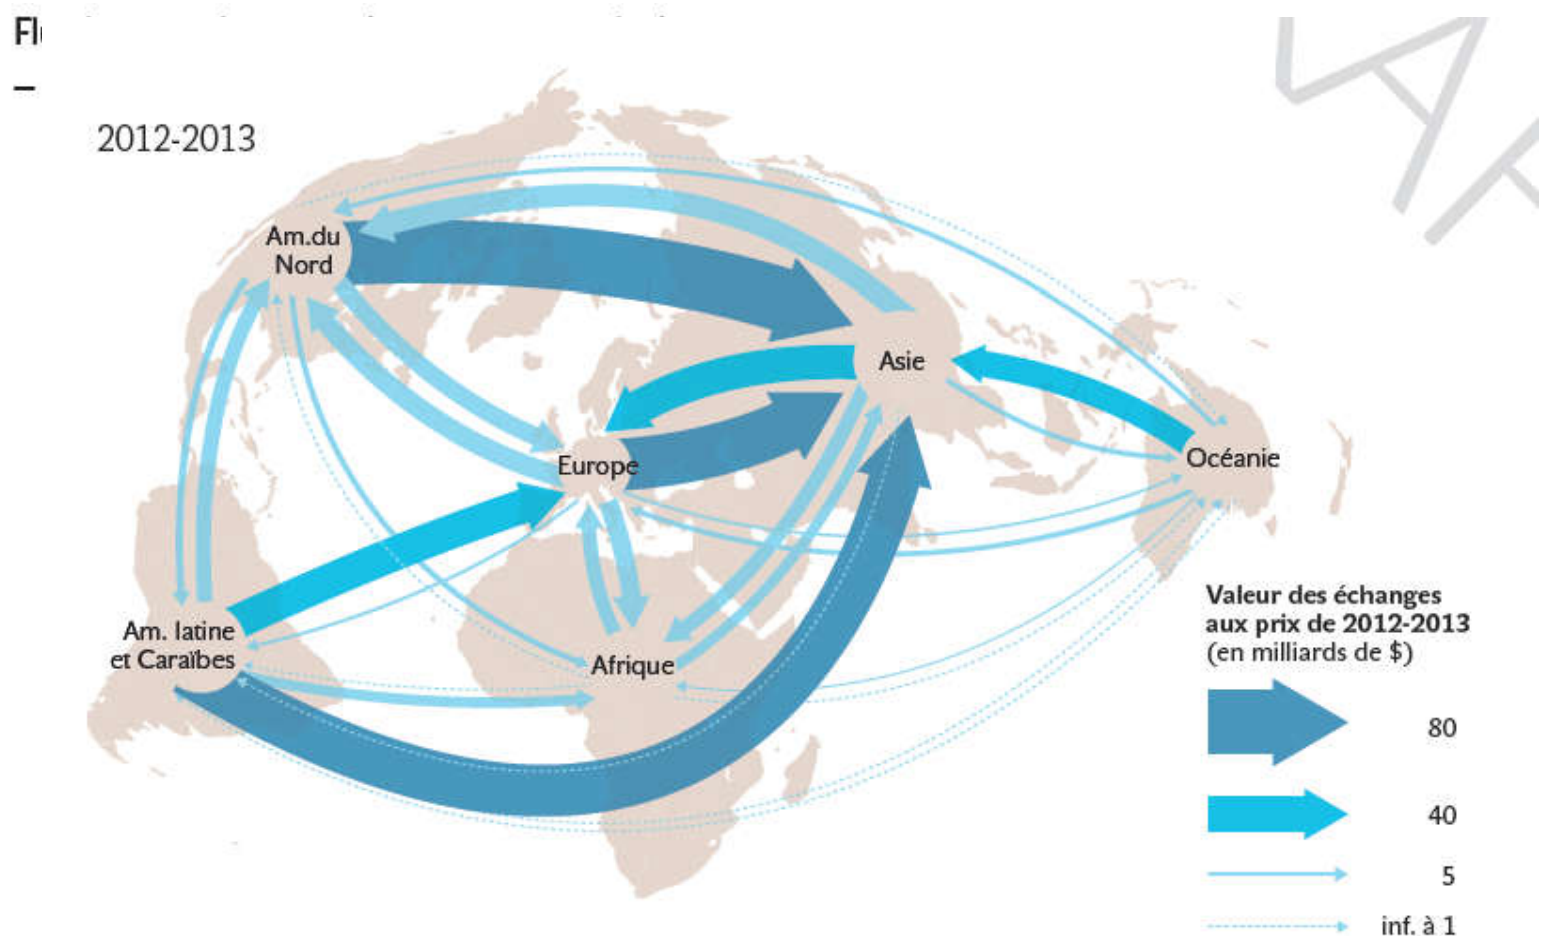 2012-2013
Am.du
Nord
Asie
Europe
Océanie
Am. latine
et Caraïbes
Afrique
Valeur des échanges
aux prix de 2012-2013
(en milliards de $)
80
40
5
inf. à 1